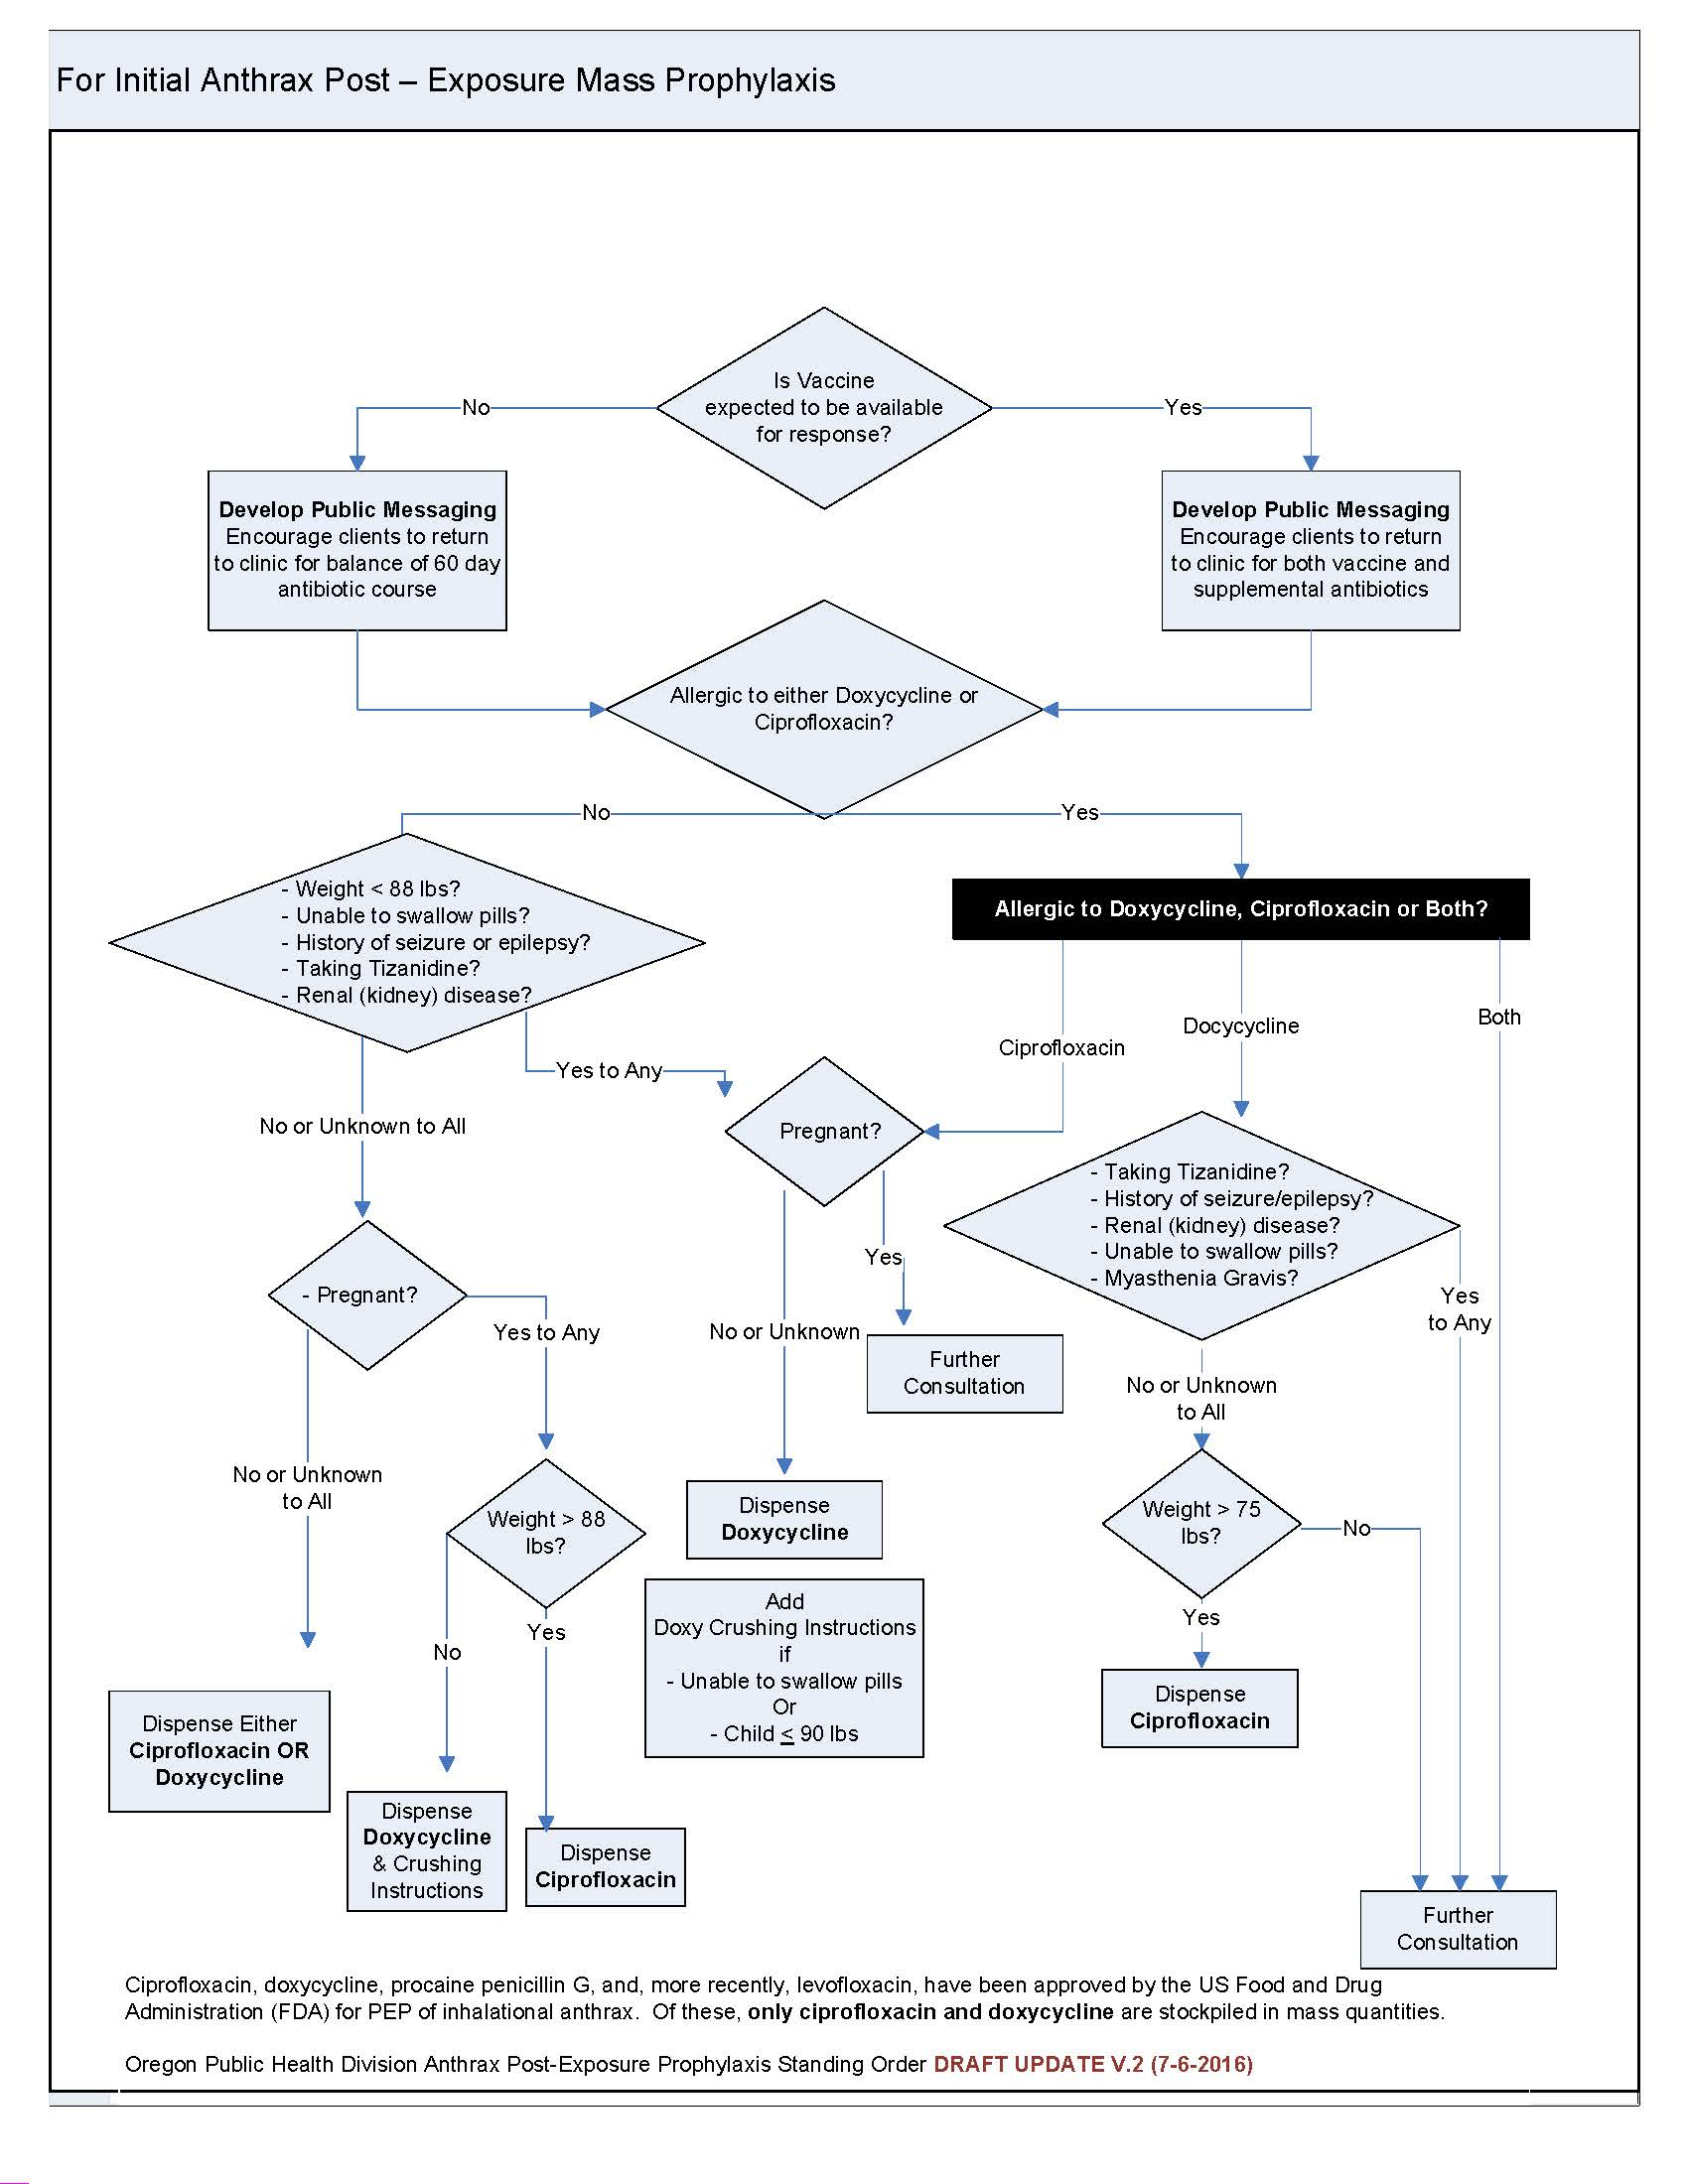 For Initial Anthrax Post – Exposure Mass Prophylaxis
Is Vaccine
expected to be available
for response?
No
Yes
Develop Public Messaging
Encourage clients to return
to clinic for balance of 60 day
antibiotic course
Develop Public Messaging
Encourage clients to return
to clinic for both vaccine and
supplemental antibiotics
Allergic to either Doxycycline or
Ciprofloxacin?
No
Yes
- Weight < 88 lbs?
- Unable to swallow pills?
- History of seizure or epilepsy?
- Taking Tizanidine?
- Renal (kidney) disease?
Allergic to Doxycycline, Ciprofloxacin or Both?
Ciprofloxacin
Docycycline
Both
Yes to Any
No or Unknown to All
Pregnant?
- Taking Tizanidine?
- History of seizure/epilepsy?
- Renal (kidney) disease?
- Unable to swallow pills?
- Myasthenia Gravis?
- Pregnant?
Yes to Any
No or Unknown
Yes
Further
Consultation
Yes
to Any
No or Unknown
to All
No or Unknown
to All
Weight > 88
lbs?
Dispense
Doxycycline
Weight > 75
lbs?
No
Add
Doxy Crushing Instructions
if
- Unable to swallow pills
Or
- Child ≤ 90 lbs
No
Yes
Yes
Dispense
Ciprofloxacin
Dispense Either
Ciprofloxacin OR
Doxycycline
Dispense
Doxycycline
& Crushing
Instructions
Dispense
Ciprofloxacin
Further
Consultation
Ciprofloxacin, doxycycline, procaine penicillin G, and, more recently, levofloxacin, have been approved by the US Food and Drug
Administration (FDA) for PEP of inhalational anthrax.  Of these, only ciprofloxacin and doxycycline are stockpiled in mass quantities.
Oregon Public Health Division Anthrax Post-Exposure Prophylaxis Standing Order DRAFT UPDATE V.2 (7-6-2016)